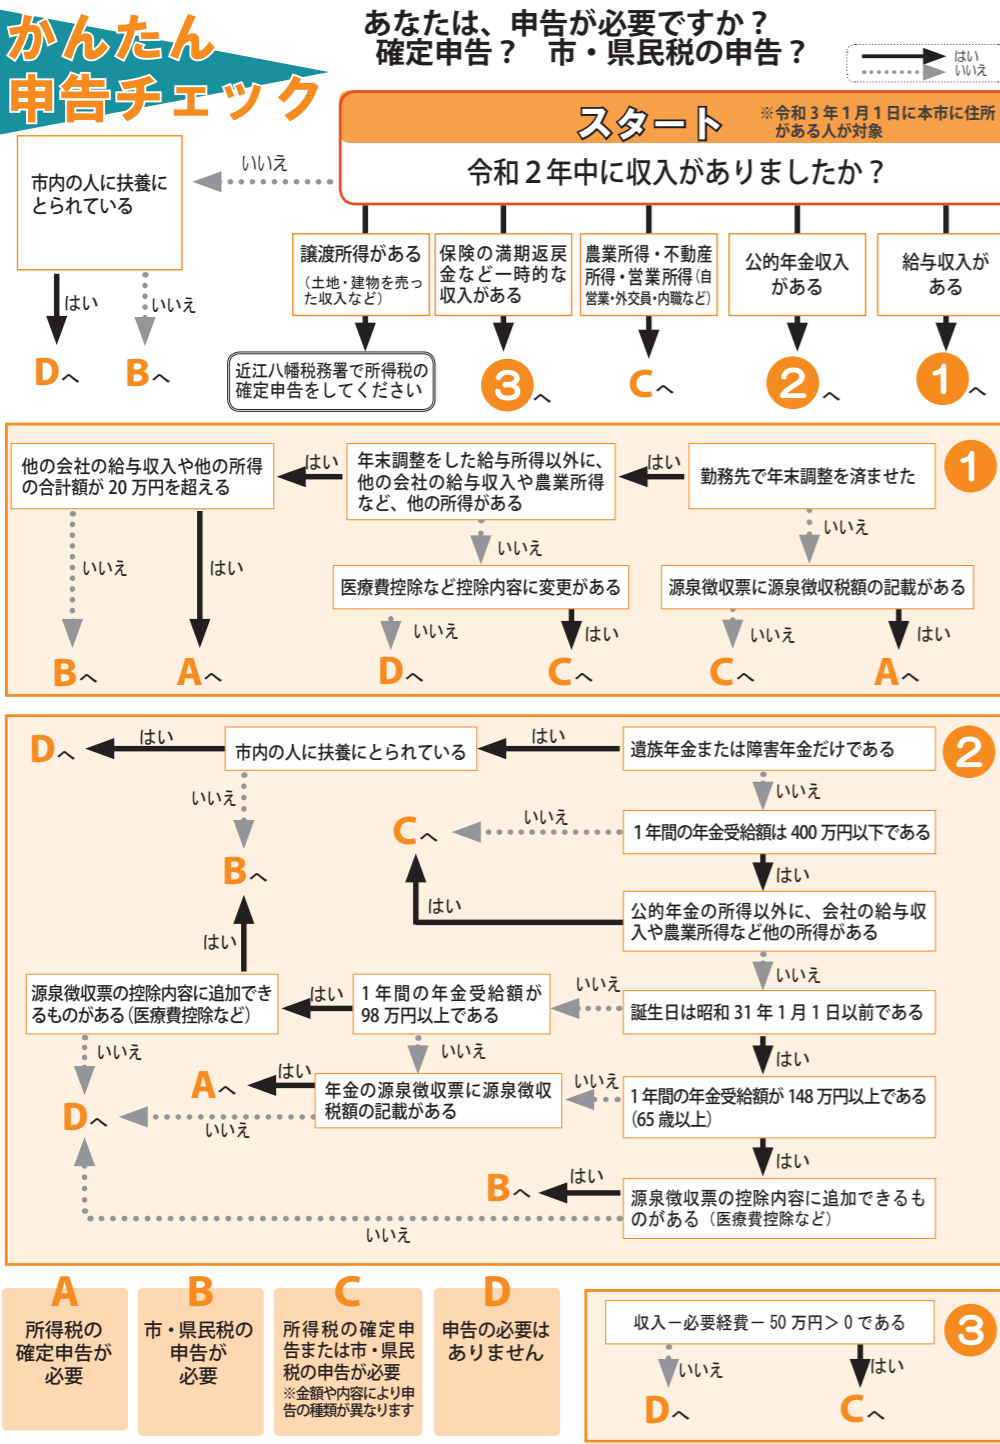 かんたん
申告チェック
あなたは、申告が必要ですか？
確定申告？　市・県民税の申告？
はい
いいえ
スタート
※令和３年１月１日に本市に住所
がある人が対象
令和２年中に収入がありましたか？
いいえ
市内の人に扶養に
とられている
はい
いいえ
Dへ
Bへ
譲渡所得がある
（土地・建物を売っ
た収入など）
近江八幡税務署で所得税の
確定申告をしてください
保険の満期返戻
金など一時的な
収入がある
3へ
農業所得・不動産
所得・営業所得（自
営業・外交員・内職など）
Cへ
公的年金収入
がある
2へ
給与収入が
ある
1へ
1
勤務先で年末調整を済ませた
はい
いいえ
年末調整をした給与所得以外に、
他の会社の給与収入や農業所得
など、他の所得がある
はい
いいえ
他の会社の給与収入や他の所得
の合計額が 20 万円を超える
いいえ
はい
Bへ
Aへ
医療費控除など控除内容に変更がある
いいえ
はい
Dへ
Cへ
源泉徴収票に源泉徴収税額の記載がある
いいえ
はい
Cへ
Aへ
2
遺族年金または障害年金だけである
はい
いいえ
市内の人に扶養にとられている
はい
Dへ
いいえ
Bへ
１年間の年金受給額は 400 万円以下である
いいえ
Cへ
はい
公的年金の所得以外に、会社の給与収
入や農業所得など他の所得がある
はい
いいえ
誕生日は昭和 31 年 1 月 1 日以前である
いいえ
はい
１年間の年金受給額が
98 万円以上である
はい
いいえ
源泉徴収票の控除内容に追加でき
るものがある（医療費控除など）
はい
いいえ
Dへ
年金の源泉徴収票に源泉徴収
税額の記載がある
はい
Aへ
いいえ
１年間の年金受給額が 148 万円以上である
（65 歳以上）
いいえ
はい
源泉徴収票の控除内容に追加できるも
のがある（医療費控除など）
はい
Bへ
いいえ
A
所得税の
確定申告が
必要
B
市・県民税の
申告が
必要
C
所得税の確定申
告または市・県民
税の申告が必要
※金額や内容により申
告の種類が異なります
D
申告の必要は
ありません
3
収入－必要経費－ 50 万円＞ 0 である
いいえ
はい
Dへ
Cへ